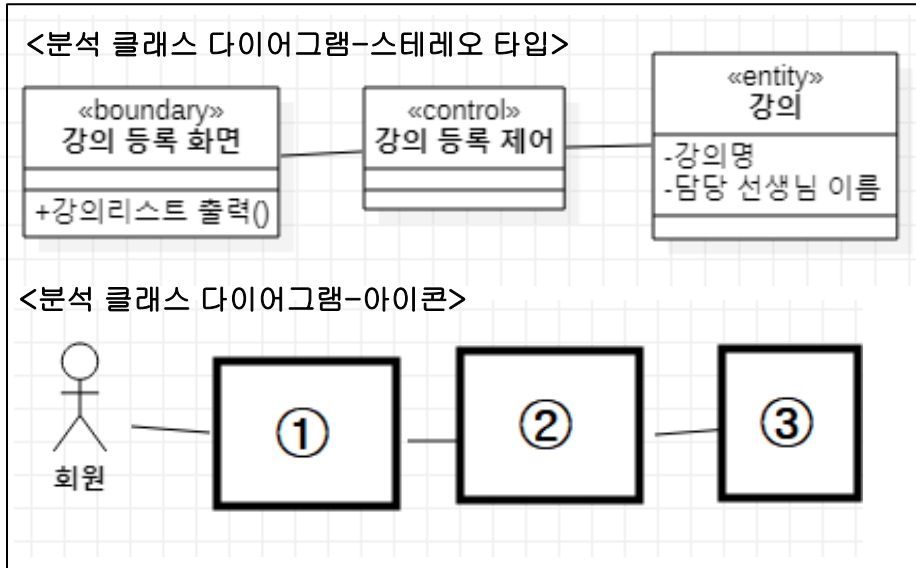 <분석 클래스 다이어그램-스테레오 타입>
«boundary»
강의 등록 화면
+강의리스트 출력()
«control»
강의 등록 제어
«entity»
강의
-강의명
-담당 선생님 이름
<분석 클래스 다이어그램-아이콘>
회원
①
②
③